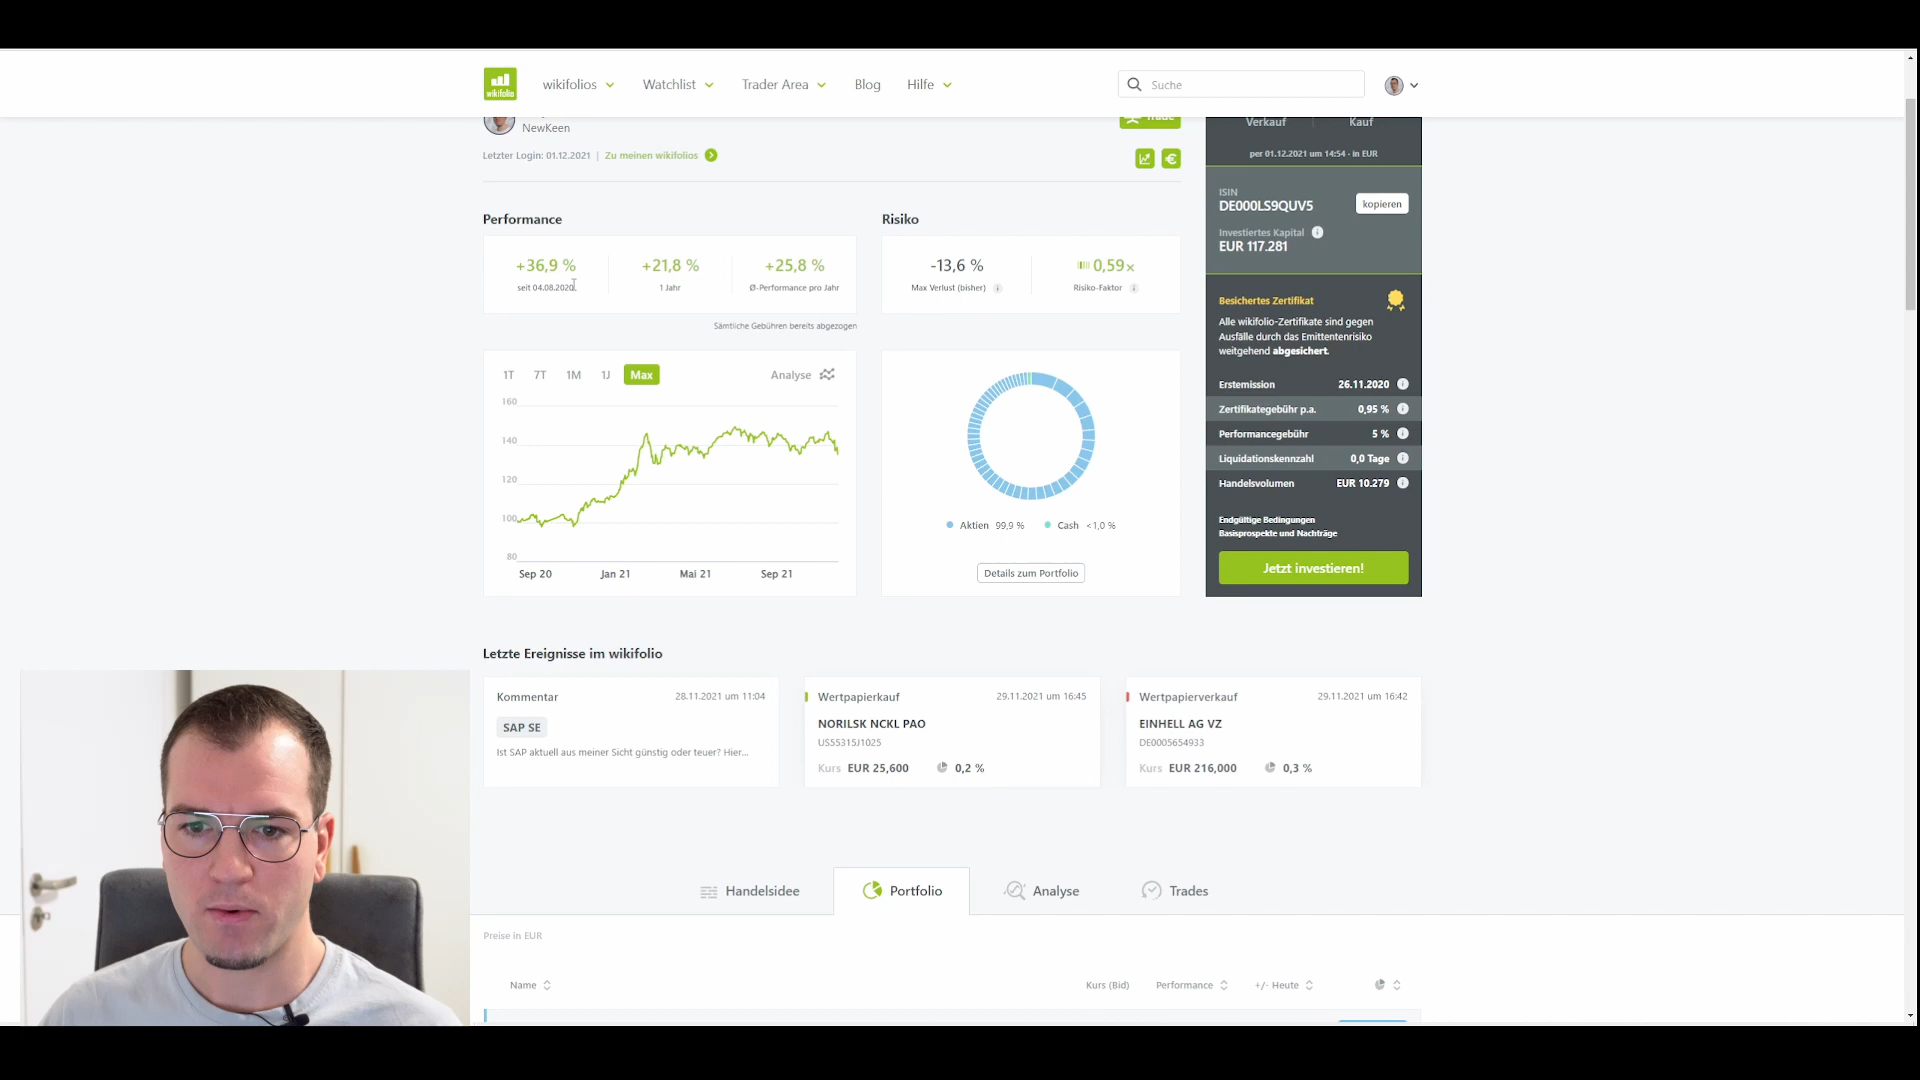 wikifolio
wikifolios
Watchlist
Trader Area
Blog
Hilfe
Suche
NewKeen
Trade
Verkauf
Kauf
Letzter Login: 01.12.2021 | Zu meinen wikifolios
per 01.12.2021 um 14:54 - in EUR
ISIN
DE000LS9QUV5
kopieren
Investiertes Kapital
EUR 117.281
Performance
+36,9 %
seit 04.08.2020
+21,8 %
1 Jahr
+25,8 %
Ø-Performance pro Jahr
Sämtliche Gebühren bereits abgezogen
Risiko
-13,6 %
Max Verlust (bisher)
0,59x
Risiko-Faktor
Besichertes Zertifikat
Alle wikifolio-Zertifikate sind gegen
Ausfälle durch das Emittentenrisiko
weitgehend abgesichert.
Erstemission 26.11.2020
Zertifikategebühr p.a. 0,95 %
Performancegebühr 5 %
Liquidationskennzahl 0,0 Tage
Handelsvolumen EUR 10.279
Endgültige Bedingungen
Basisprospekte und Nachträge
Jetzt investieren!
1T 7T 1M 1J Max
Analyse
160
140
120
100
80
Sep 20 Jan 21 Mai 21 Sep 21
Aktien 99,9 % Cash <1,0 %
Details zum Portfolio
Letzte Ereignisse im wikifolio
Kommentar 28.11.2021 um 11:04
SAP SE
Ist SAP aktuell aus meiner Sicht günstig oder teuer? Hier...
Wertpapierkauf 29.11.2021 um 16:45
NORILSK NCKL PAO
US55315J1025
Kurs EUR 25,600 0,2 %
Wertpapierverkauf 29.11.2021 um 16:42
EINHELL AG VZ
DE0005654933
Kurs EUR 216,000 0,3 %
Handelsidee
Portfolio
Analyse
Trades
Preise in EUR
Name
Kurs (Bid)
Performance
+/- Heute